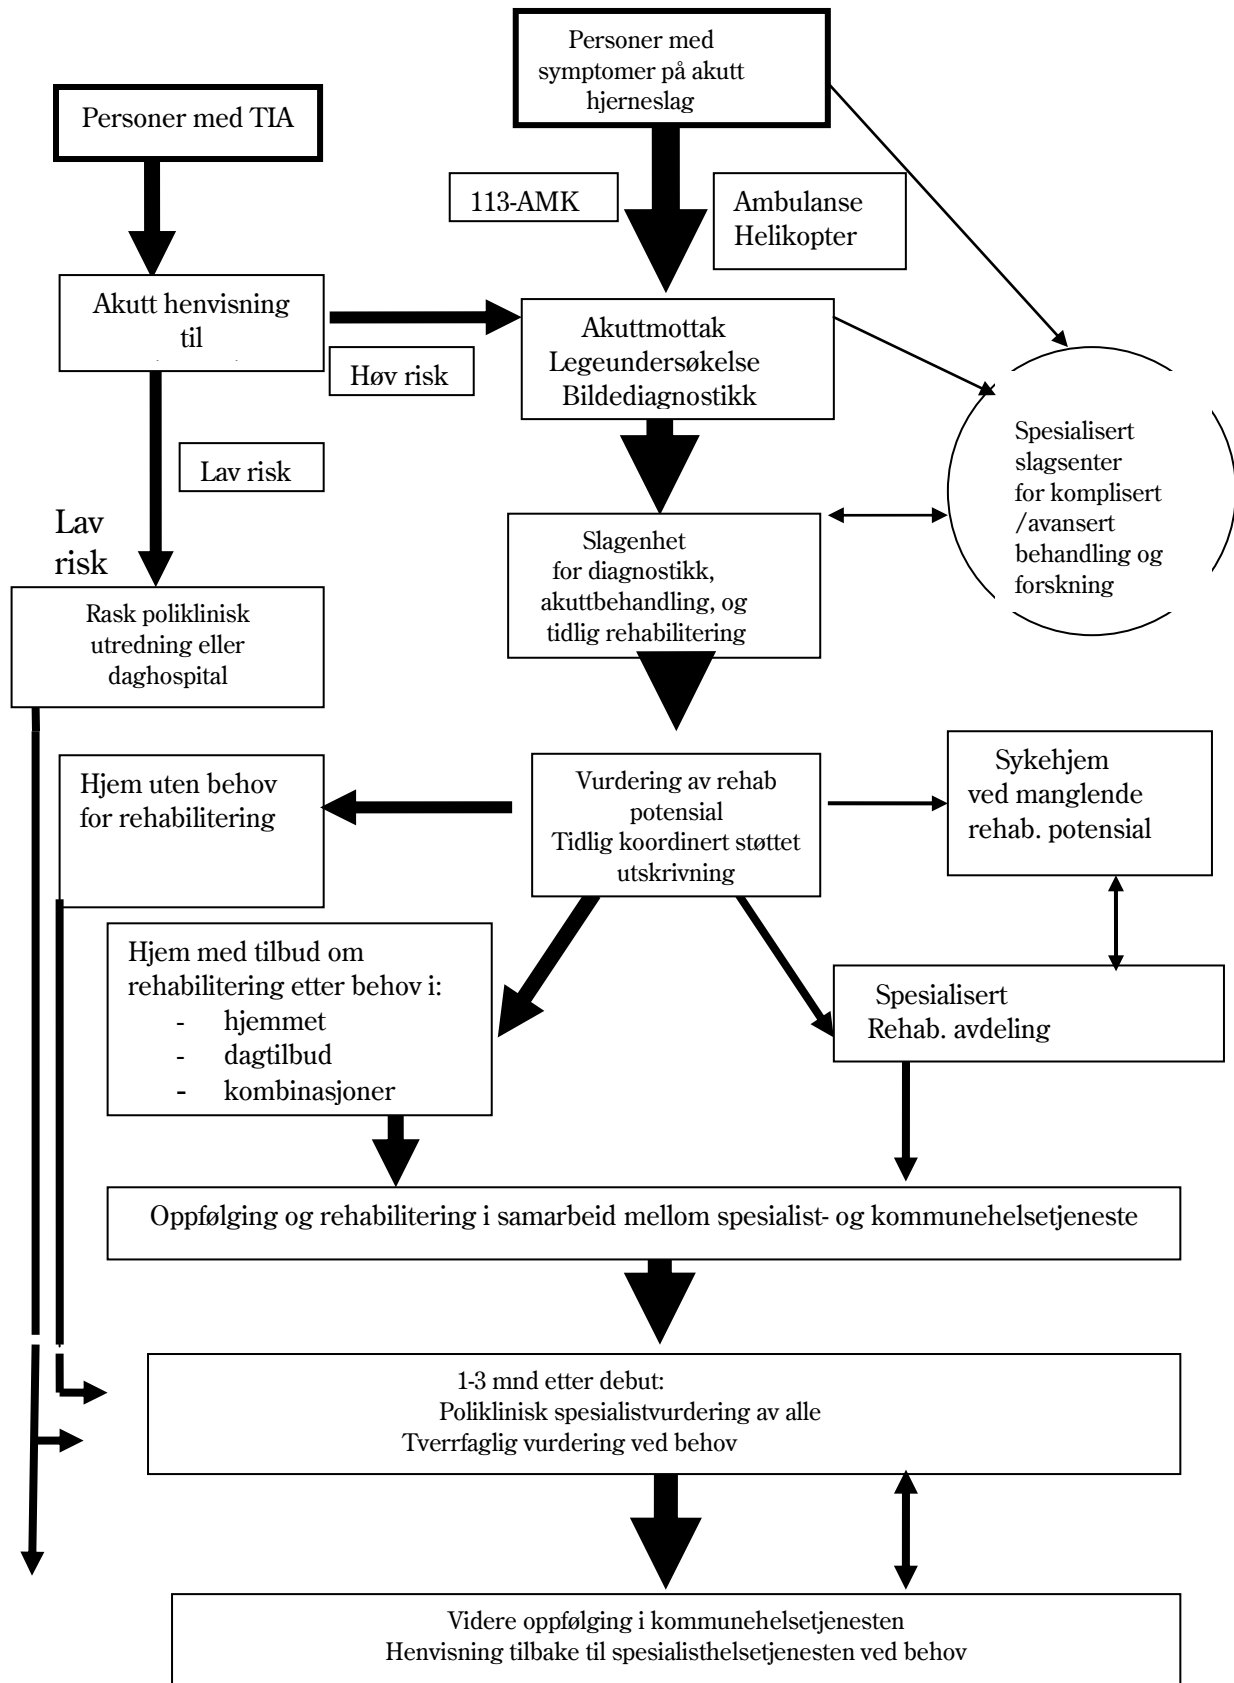 Personer med
symptomer på akutt
hjerneslag
Personer med TIA
113-AMK
Ambulanse
Helikopter
Akutt henvisning
til
Høv risk
Akuttmottak
Legeundersøkelse
Bildediagnostikk
Lav risk
Spesialisert
slagsenter
for komplisert
/avansert
behandling og
forskning
Lav
risk
Slagenhet
for diagnostikk,
akuttbehandling, og
tidlig rehabilitering
Rask poliklinisk
utredning eller
daghospital
Hjem uten behov
for rehabilitering
Vurdering av rehab
potensial
Tidlig koordinert støttet
utskrivning
Sykehjem
ved manglende
rehab. potensial
Hjem med tilbud om
rehabilitering etter behov i:
- hjemmet
- dagtilbud
- kombinasjoner
Spesialisert
Rehab. avdeling
Oppfølging og rehabilitering i samarbeid mellom spesialist- og kommunehelsetjeneste
1-3 mnd etter debut:
Poliklinisk spesialistvurdering av alle
Tverrfaglig vurdering ved behov
Videre oppfølging i kommunehelsetjenesten
Henvisning tilbake til spesialisthelsetjenesten ved behov